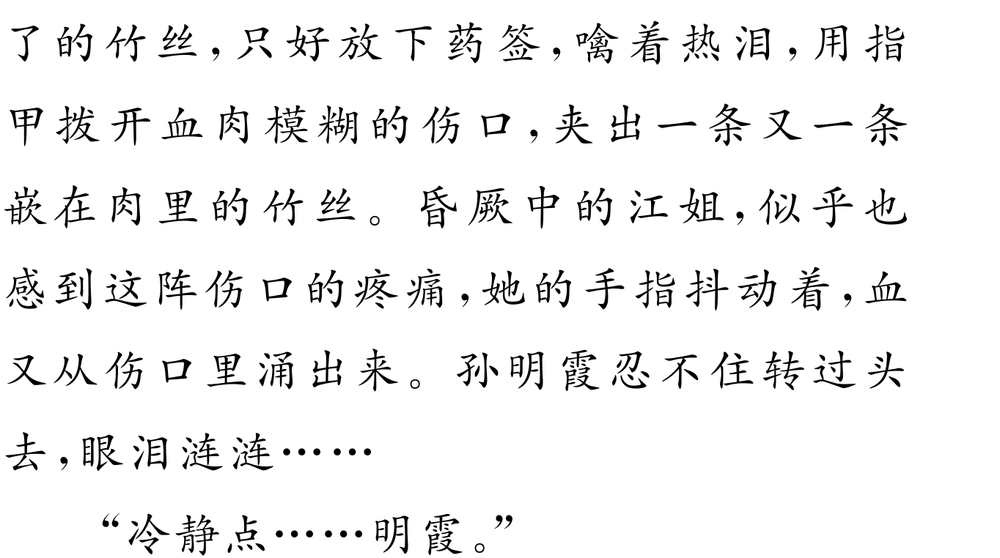 了的竹丝,只好放下药签,噙着热泪,用指
甲拨开血肉模糊的伤口,夹出一条又一条
嵌在肉里的竹丝。昏厥中的江姐,似乎也
感到这阵伤口的疼痛,她的手指抖动着,血
又从伤口里涌出来。孙明霞忍不住转过头
去,眼泪涟涟……
“冷静点……明霞。”